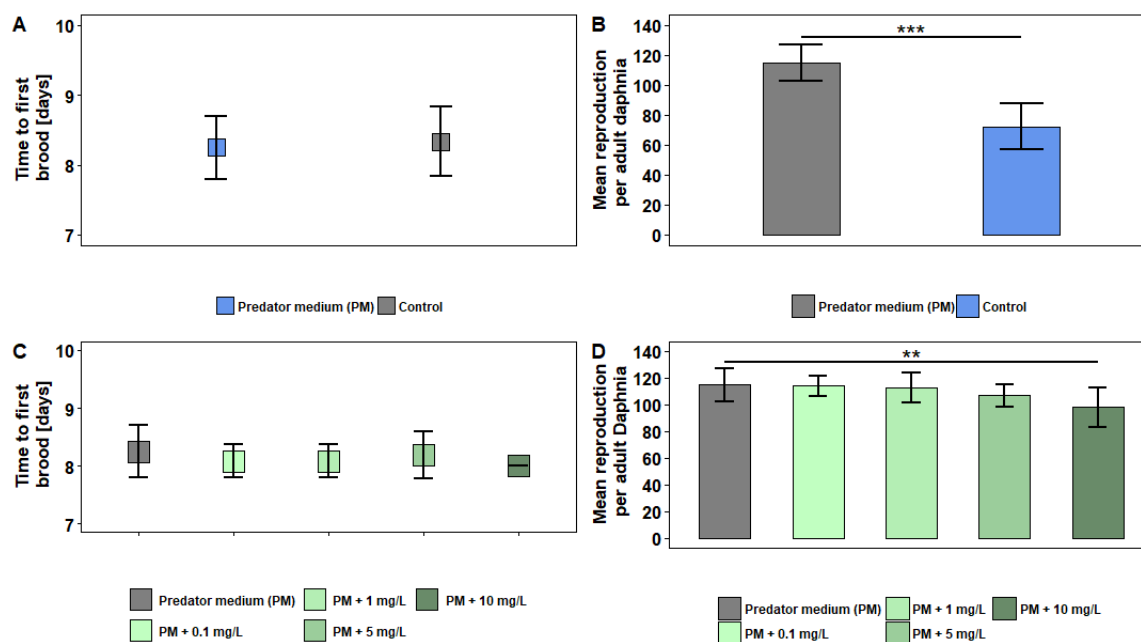 A
Time to first
brood [days]
10
9
8
7
Predator medium (PM) Control
B
Mean reproduction
per adult daphnia
140
120
100
80
60
40
20
0
***
Predator medium (PM) Control
C
Time to first
brood [days]
10
9
8
7
Predator medium (PM) PM + 1 mg/L PM + 10 mg/L
PM + 0.1 mg/L PM + 5 mg/L
D
Mean reproduction
per adult Daphnia
140
120
100
80
60
40
20
0
**
Predator medium (PM) PM + 1 mg/L PM + 10 mg/L
PM + 0.1 mg/L PM + 5 mg/L